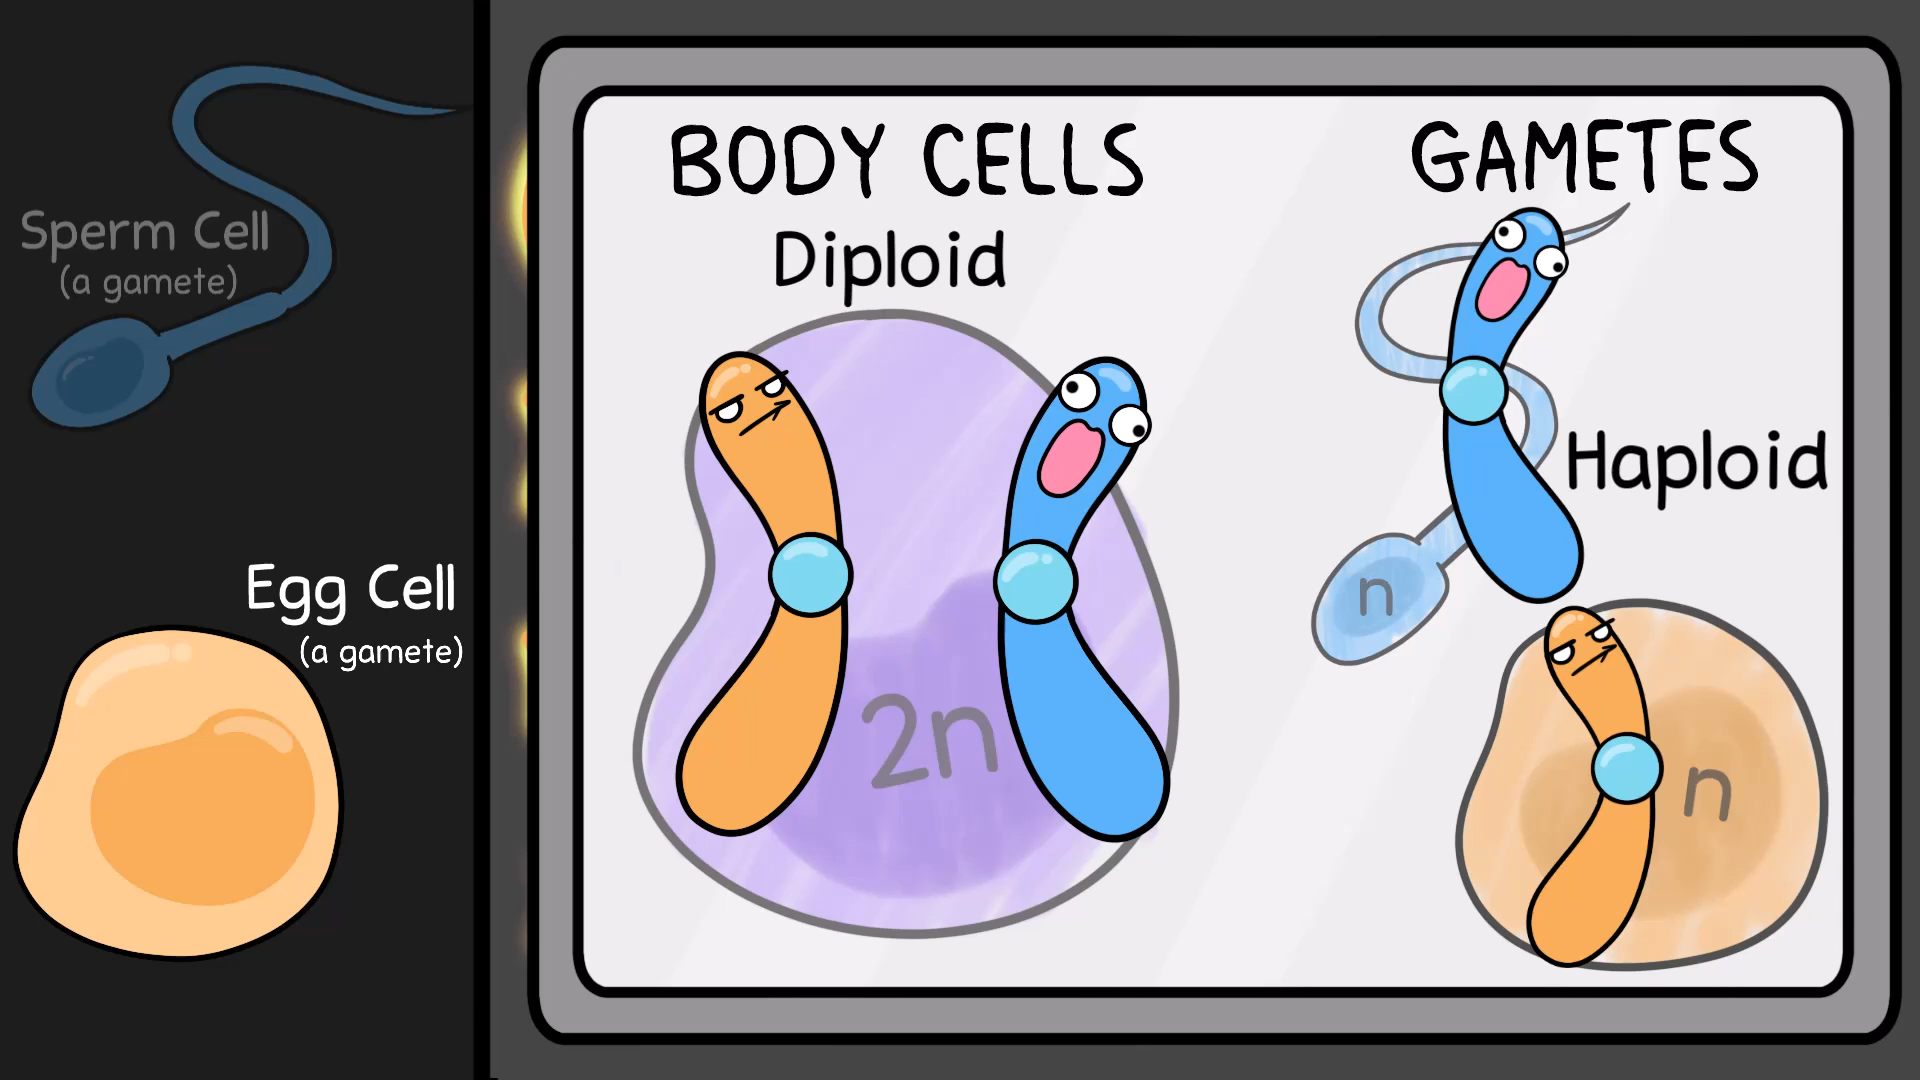 Sperm Cell
(a gamete)
Egg Cell
(a gamete)
BODY CELLS
Diploid
2n
GAMETES
Haploid
n
n